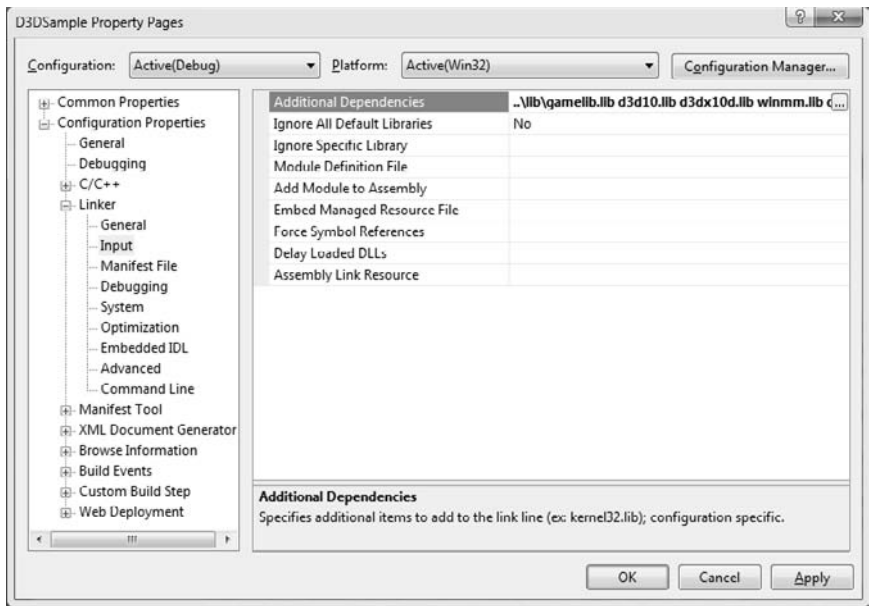 D3DSample Property Pages
Configuration: Active(Debug) Platform: Active(Win32) Configuration Manager...
Common Properties
Configuration Properties
General
Debugging
C/C++
Linker
General
Input
Manifest File
Debugging
System
Optimization
Embedded IDL
Advanced
Command Line
Manifest Tool
XML Document Generator
Browse Information
Build Events
Custom Build Step
Web Deployment
Additional Dependencies ..\lib\gamelib.lib d3d10.lib d3dx10d.lib winmm.lib ...
Ignore All Default Libraries No
Ignore Specific Library
Module Definition File
Add Module to Assembly
Embed Managed Resource File
Force Symbol References
Delay Loaded DLLs
Assembly Link Resource
Additional Dependencies
Specifies additional items to add to the link line (ex: kernel32.lib); configuration specific.
OK Cancel Apply